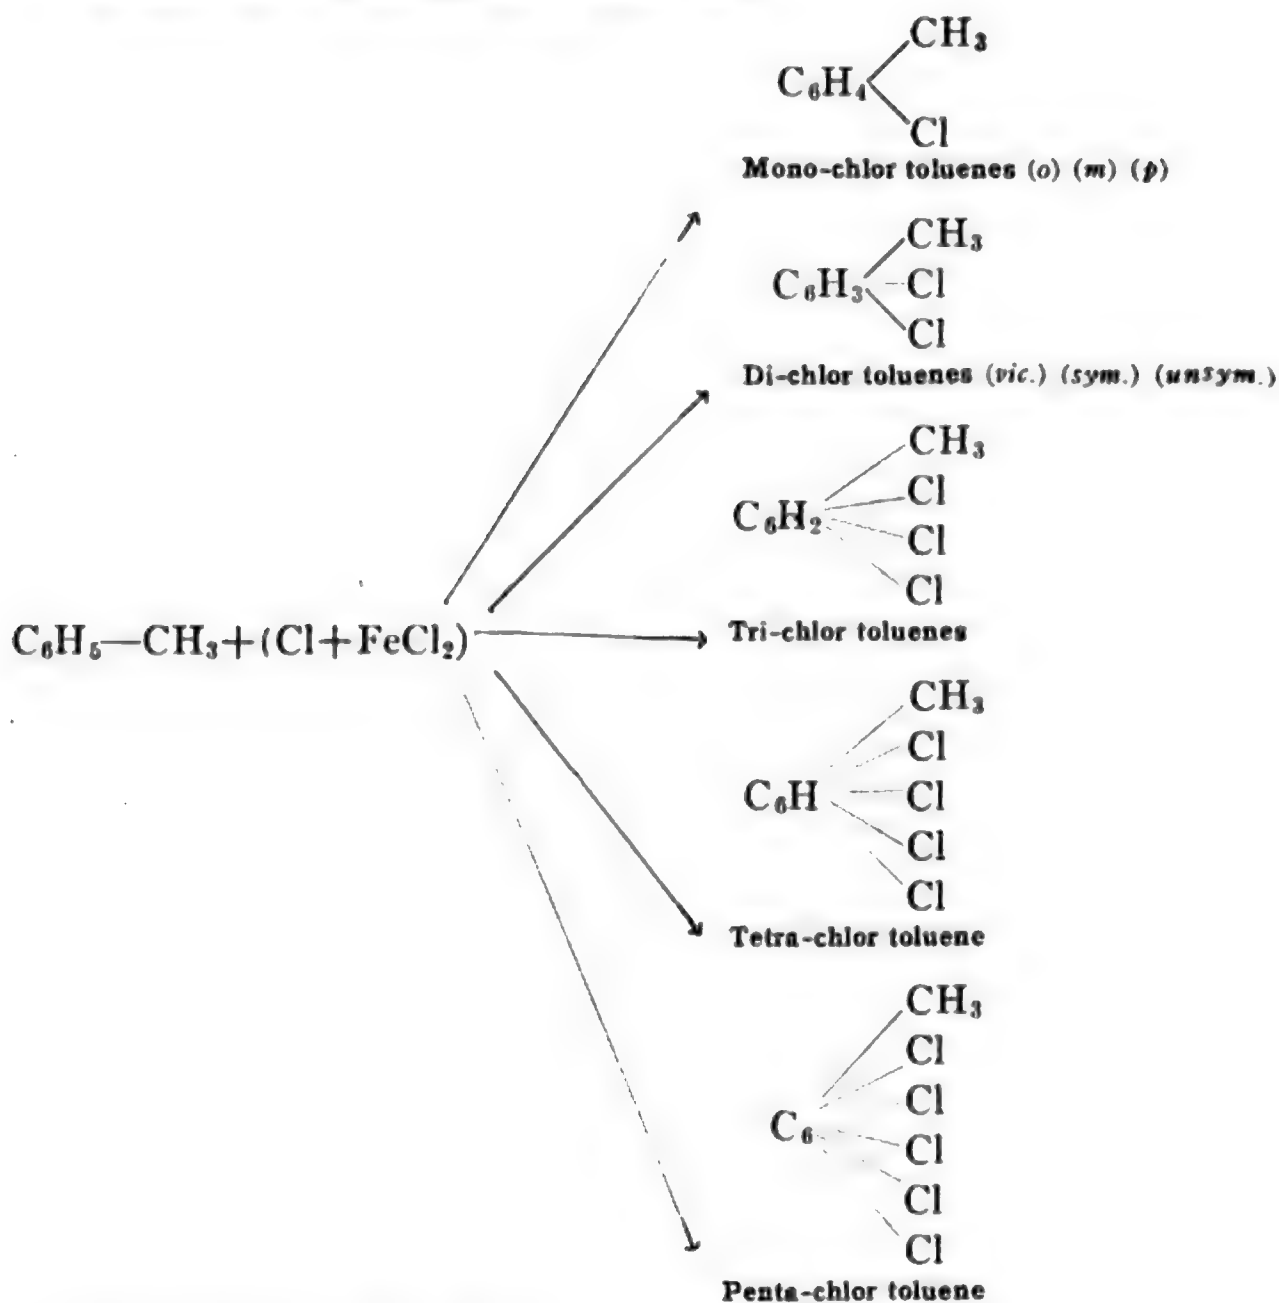 CH₃
C₆H₄
Cl
Mono-chlor toluenes (o) (m) (p)
CH₃
C₆H₃ Cl
Cl
Di-chlor toluenes (vic.) (sym.) (unsym.)
CH₃
Cl
C₆H₂
Cl
Cl
C₆H₅—CH₃+(Cl+FeCl₂)
Tri-chlor toluenes
CH₃
Cl
C₆H Cl
Cl
Cl
Tetra-chlor toluene
CH₃
Cl
Cl
C₆
Cl
Cl
Cl
Penta-chlor toluene